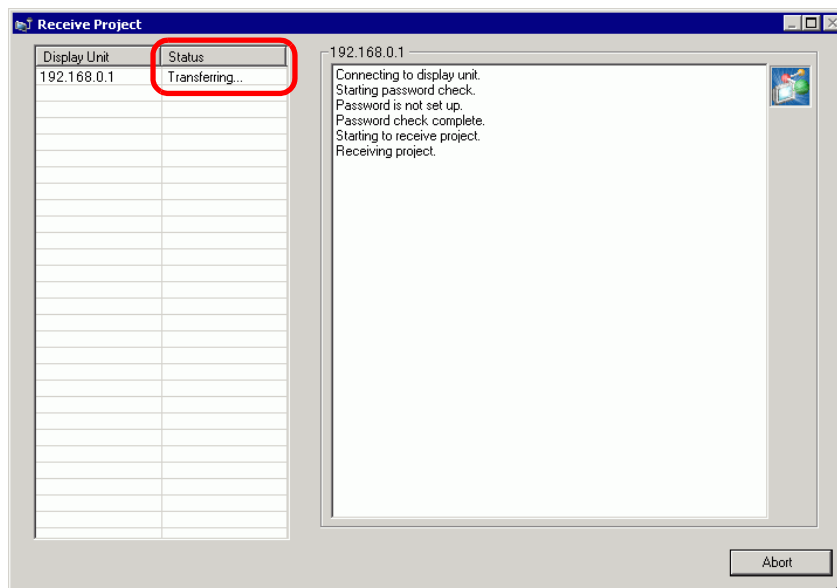 Receive Project
Display Unit Status
192.168.0.1 Transferring...
192.168.0.1
Connecting to display unit.
Starting password check.
Password is not set up.
Password check complete.
Starting to receive project.
Receiving project.
Abort